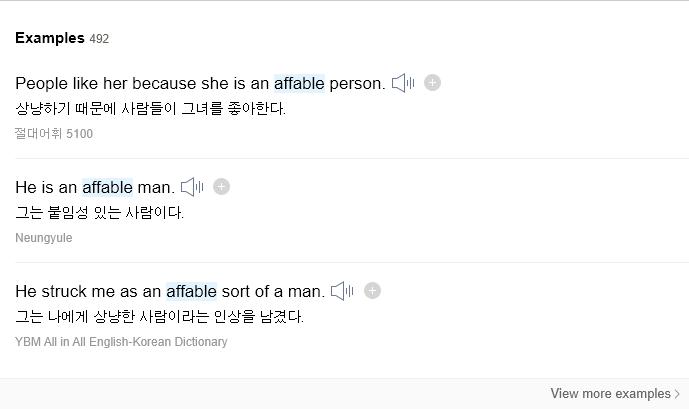 Examples 492
People like her because she is an affable person.
상냥하기 때문에 사람들이 그녀를 좋아한다.
절대어휘 5100
He is an affable man.
그는 붙임성 있는 사람이다.
Neungyule
He struck me as an affable sort of a man.
그는 나에게 상냥한 사람이라는 인상을 남겼다.
YBM All in All English-Korean Dictionary
View more examples